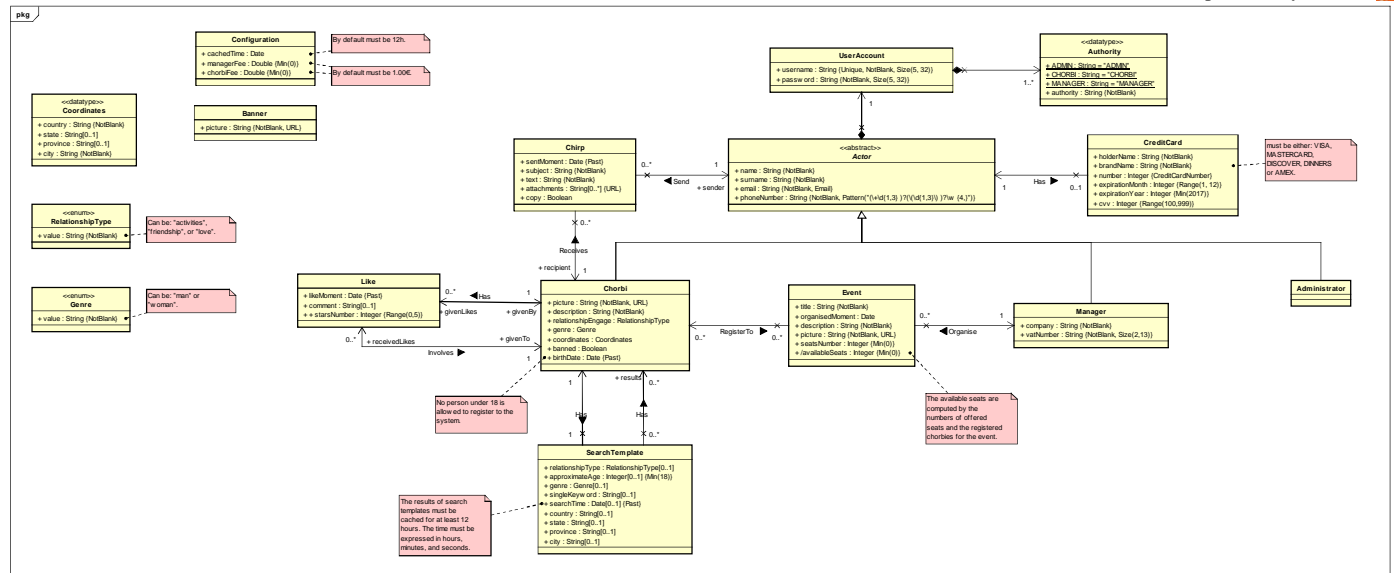 pkg
Configuration
+ cachedTime : Date
+ managerFee : Double {Min(0)}
+ chorbiFee : Double {Min(0)}
By default must be 12h.
By default must be 1.00€.
<<datatype>>
Coordinates
+ country : String {NotBlank}
+ state : String[0..1]
+ province : String[0..1]
+ city : String {NotBlank}
Banner
+ picture : String {NotBlank, URL}
<<enum>>
RelationshipType
+ value : String {NotBlank}
Can be: "activities",
"friendship", or "love".
<<enum>>
Genre
+ value : String {NotBlank}
Can be: "man" or
"woman".
UserAccount
+ username : String {Unique, NotBlank, Size(5, 32)}
+ password : String {NotBlank, Size(5, 32)}
1..*
1
<<datatype>>
Authority
+ ADMIN : String = "ADMIN"
+ CHORBI : String = "CHORBI"
+ MANAGER : String = "MANAGER"
+ authority : String {NotBlank}
Chirp
+ sentMoment : Date {Past}
+ subject : String {NotBlank}
+ text : String {NotBlank}
+ attachments : String[0..*] {URL}
+ copy : Boolean
0..*
1
Send
+ sender
<<abstract>>
Actor
+ name : String {NotBlank}
+ surname : String {NotBlank}
+ email : String {NotBlank, Email}
+ phoneNumber : String {NotBlank, Pattern("(\+\d{1,3} )?(\(\d{1,3}\) )?\w {4,}")}
Has
1
0..1
CreditCard
+ holderName : String {NotBlank}
+ brandName : String {NotBlank}
+ number : Integer {CreditCardNumber}
+ expirationMonth : Integer {Range(1, 12)}
+ expirationYear : Integer {Min(2017)}
+ cvv : Integer {Range(100,999)}
must be either: VISA,
MASTERCARD,
DISCOVER, DINNERS
or AMEX.
0..*
Receives
+ recipient
1
Like
+ likeMoment : Date {Past}
+ comment : String[0..1]
+ starsNumber : Integer {Range(0,5)}
0..*
Has
1
+ givenLikes
+ givenBy
0..*
+ receivedLikes
+ givenTo
Involves
1
Chorbi
+ picture : String {NotBlank, URL}
+ description : String {NotBlank}
+ relationshipEngage : RelationshipType
+ genre : Genre
+ coordinates : Coordinates
+ banned : Boolean
+ birthDate : Date {Past}
RegisterTo
0..*
0..*
Event
+ title : String {NotBlank}
+ organisedMoment : Date
+ description : String {NotBlank}
+ picture : String {NotBlank, URL}
+ seatsNumber : Integer {Min(0)}
+ /availableSeats : Integer {Min(0)}
0..*
1
Organise
Manager
+ company : String {NotBlank}
+ vatNumber : String {NotBlank, Size(2,13)}
Administrator
No person under 18 is
allowed to register to the
system.
The available seats are
computed by the
numbers of offered
seats and the registered
chorbies for the event.
1
+ results
0..*
Has
Has
1
0..*
SearchTemplate
+ relationshipType : RelationshipType[0..1]
+ approximateAge : Integer[0..1] {Min(18)}
+ genre : Genre[0..1]
+ singleKeyword : String[0..1]
+ searchTime : Date[0..1] {Past}
+ country : String[0..1]
+ state : String[0..1]
+ province : String[0..1]
+ city : String[0..1]
The results of search
templates must be
cached for at least 12
hours. The time must be
expressed in hours,
minutes, and seconds.